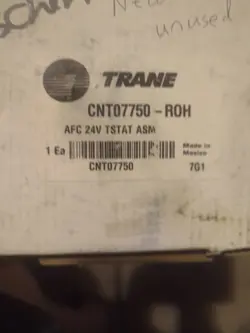 New
unused
TRANE
CNT07750-ROH
AFC 24V TSTAT ASM
1 Ea
Made in
Mexico
CNT07750
7G1